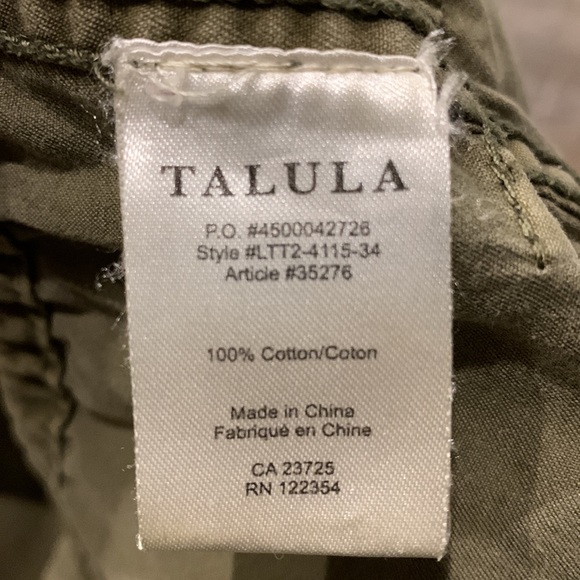 TALULA
P.O. #4500042726
Style #LTT2-4115-34
Article #35276
100% Cotton/Coton
Made in China
Fabriqué en Chine
CA 23725
RN 122354